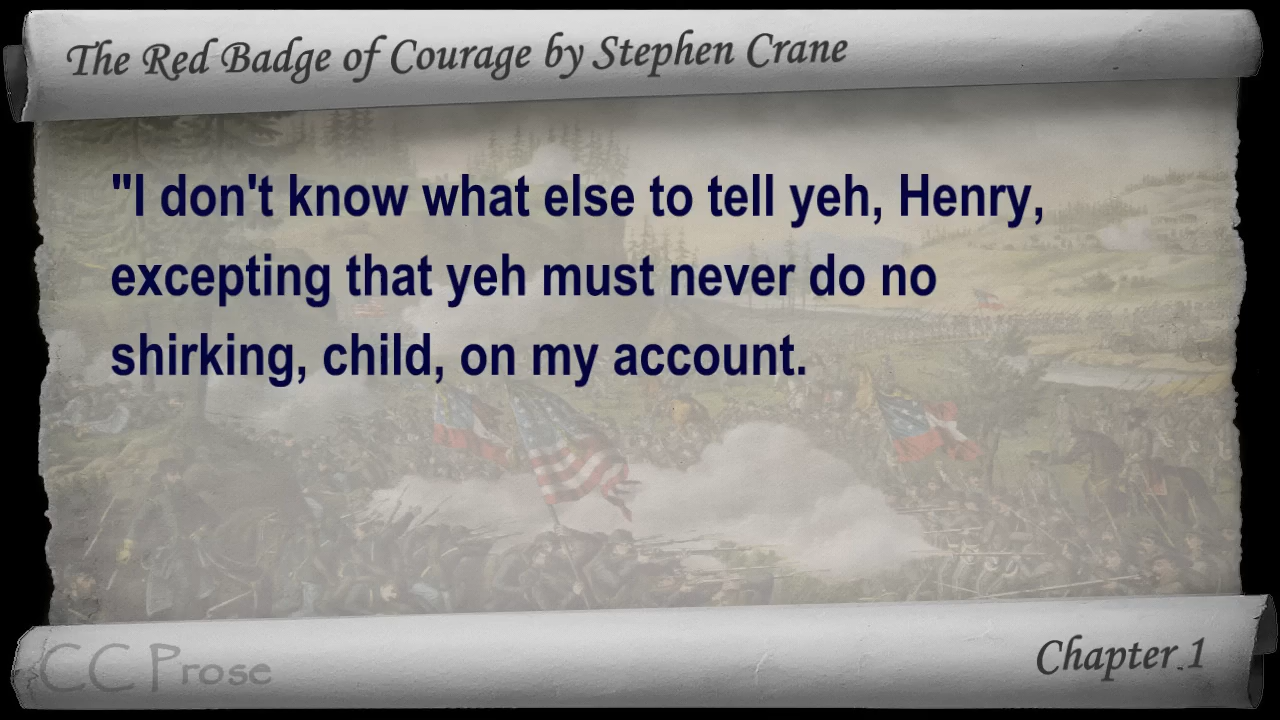 The Red Badge of Courage by Stephen Crane
"I don't know what else to tell yeh, Henry,
excepting that yeh must never do no
shirking, child, on my account.
CC Prose
Chapter 1